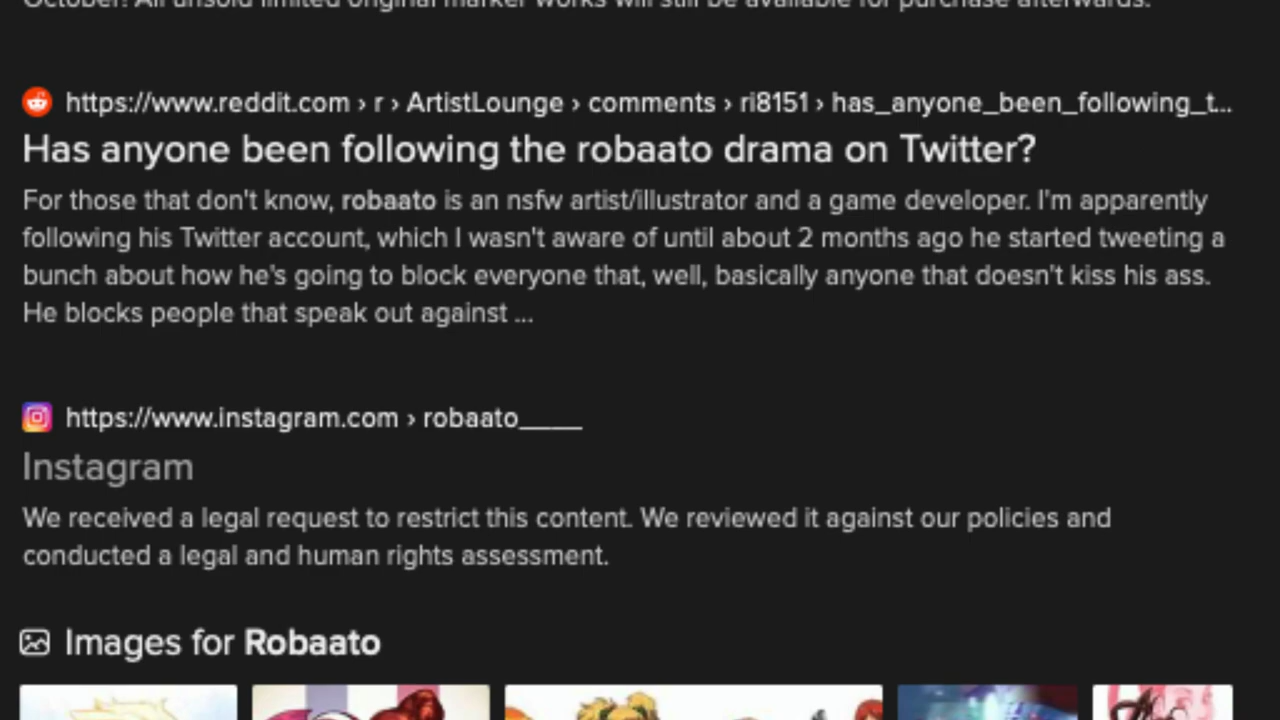 October! All unsold limited original marker works will still be available for purchase afterwards.
https://www.reddit.com › r › ArtistLounge › comments › ri8151 › has_anyone_been_following_t...
Has anyone been following the robaato drama on Twitter?
For those that don't know, robaato is an nsfw artist/illustrator and a game developer. I'm apparently
following his Twitter account, which I wasn't aware of until about 2 months ago he started tweeting a
bunch about how he's going to block everyone that, well, basically anyone that doesn't kiss his ass.
He blocks people that speak out against ...
https://www.instagram.com › robaato____
Instagram
We received a legal request to restrict this content. We reviewed it against our policies and
conducted a legal and human rights assessment.
Images for Robaato